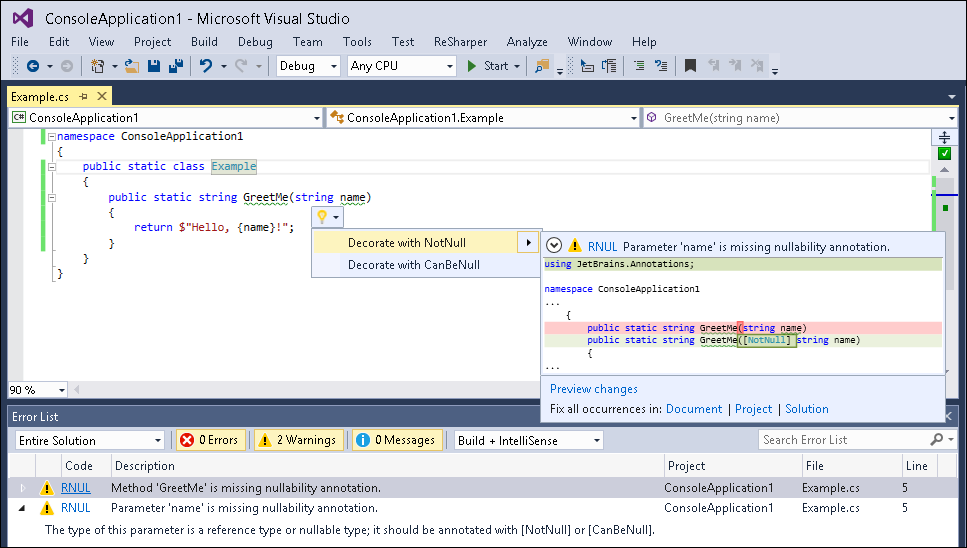 ConsoleApplication1 - Microsoft Visual Studio
File Edit View Project Build Debug Team Tools Test ReSharper Analyze Window Help
Debug Any CPU Start
Example.cs
C# ConsoleApplication1 ConsoleApplication1.Example GreetMe(string name)
namespace ConsoleApplication1
{
public static class Example
{
public static string GreetMe(string name)
{
return $"Hello, {name}!";
}
}
}
Decorate with NotNull
Decorate with CanBeNull
RNUL Parameter 'name' is missing nullability annotation.
using JetBrains.Annotations;
namespace ConsoleApplication1
...
{
public static string GreetMe(string name)
public static string GreetMe([NotNull] string name)
{
...
Preview changes
Fix all occurrences in: Document | Project | Solution
90 %
Error List
Entire Solution 0 Errors 2 Warnings 0 Messages Build + IntelliSense Search Error List
Code Description Project File Line
RNUL Method 'GreetMe' is missing nullability annotation. ConsoleApplication1 Example.cs 5
RNUL Parameter 'name' is missing nullability annotation. ConsoleApplication1 Example.cs 5
The type of this parameter is a reference type or nullable type; it should be annotated with [NotNull] or [CanBeNull].